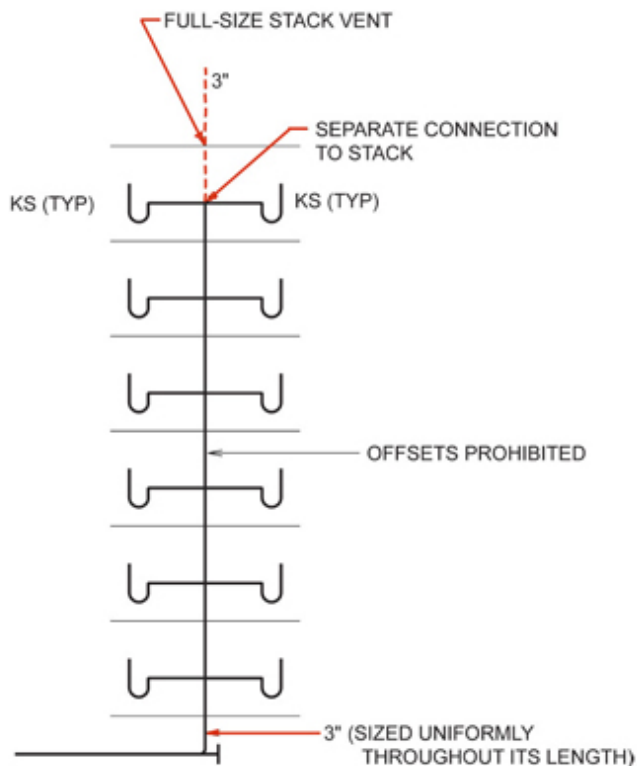 FULL-SIZE STACK VENT
3"
SEPARATE CONNECTION
TO STACK
KS (TYP)
KS (TYP)
OFFSETS PROHIBITED
3" (SIZED UNIFORMLY
THROUGHOUT ITS LENGTH)